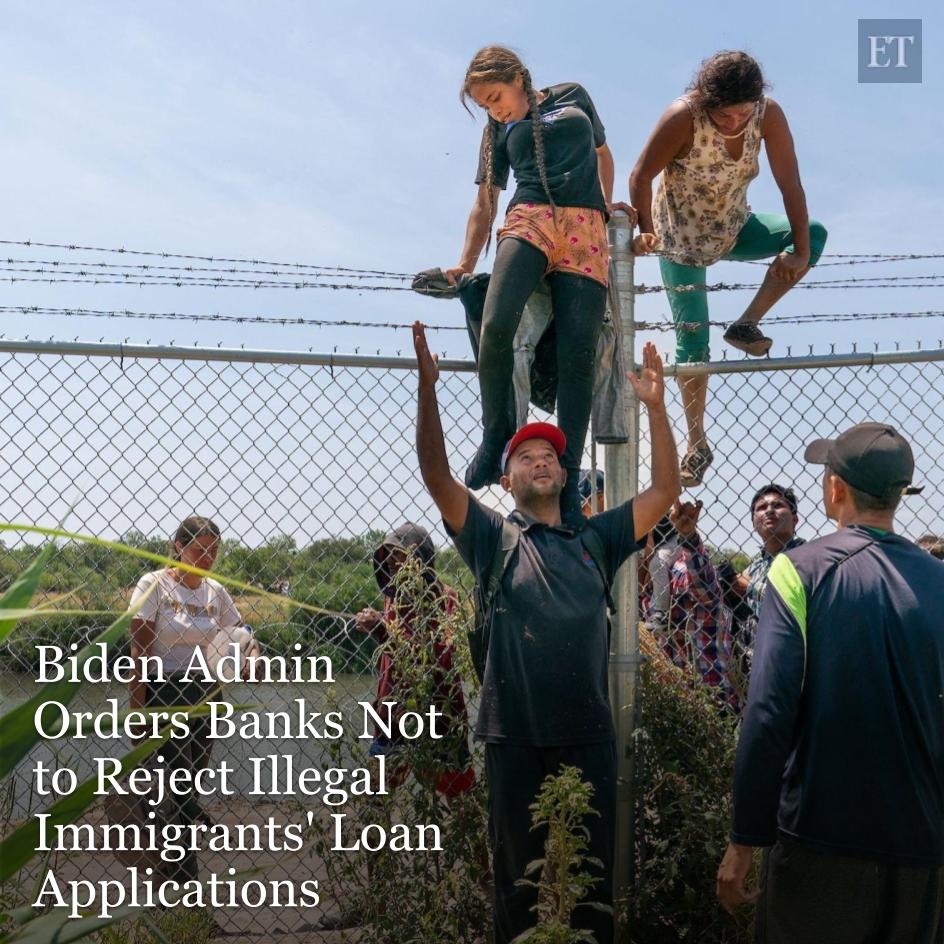 ET
Biden Admin
Orders Banks Not
to Reject Illegal
Immigrants' Loan
Applications